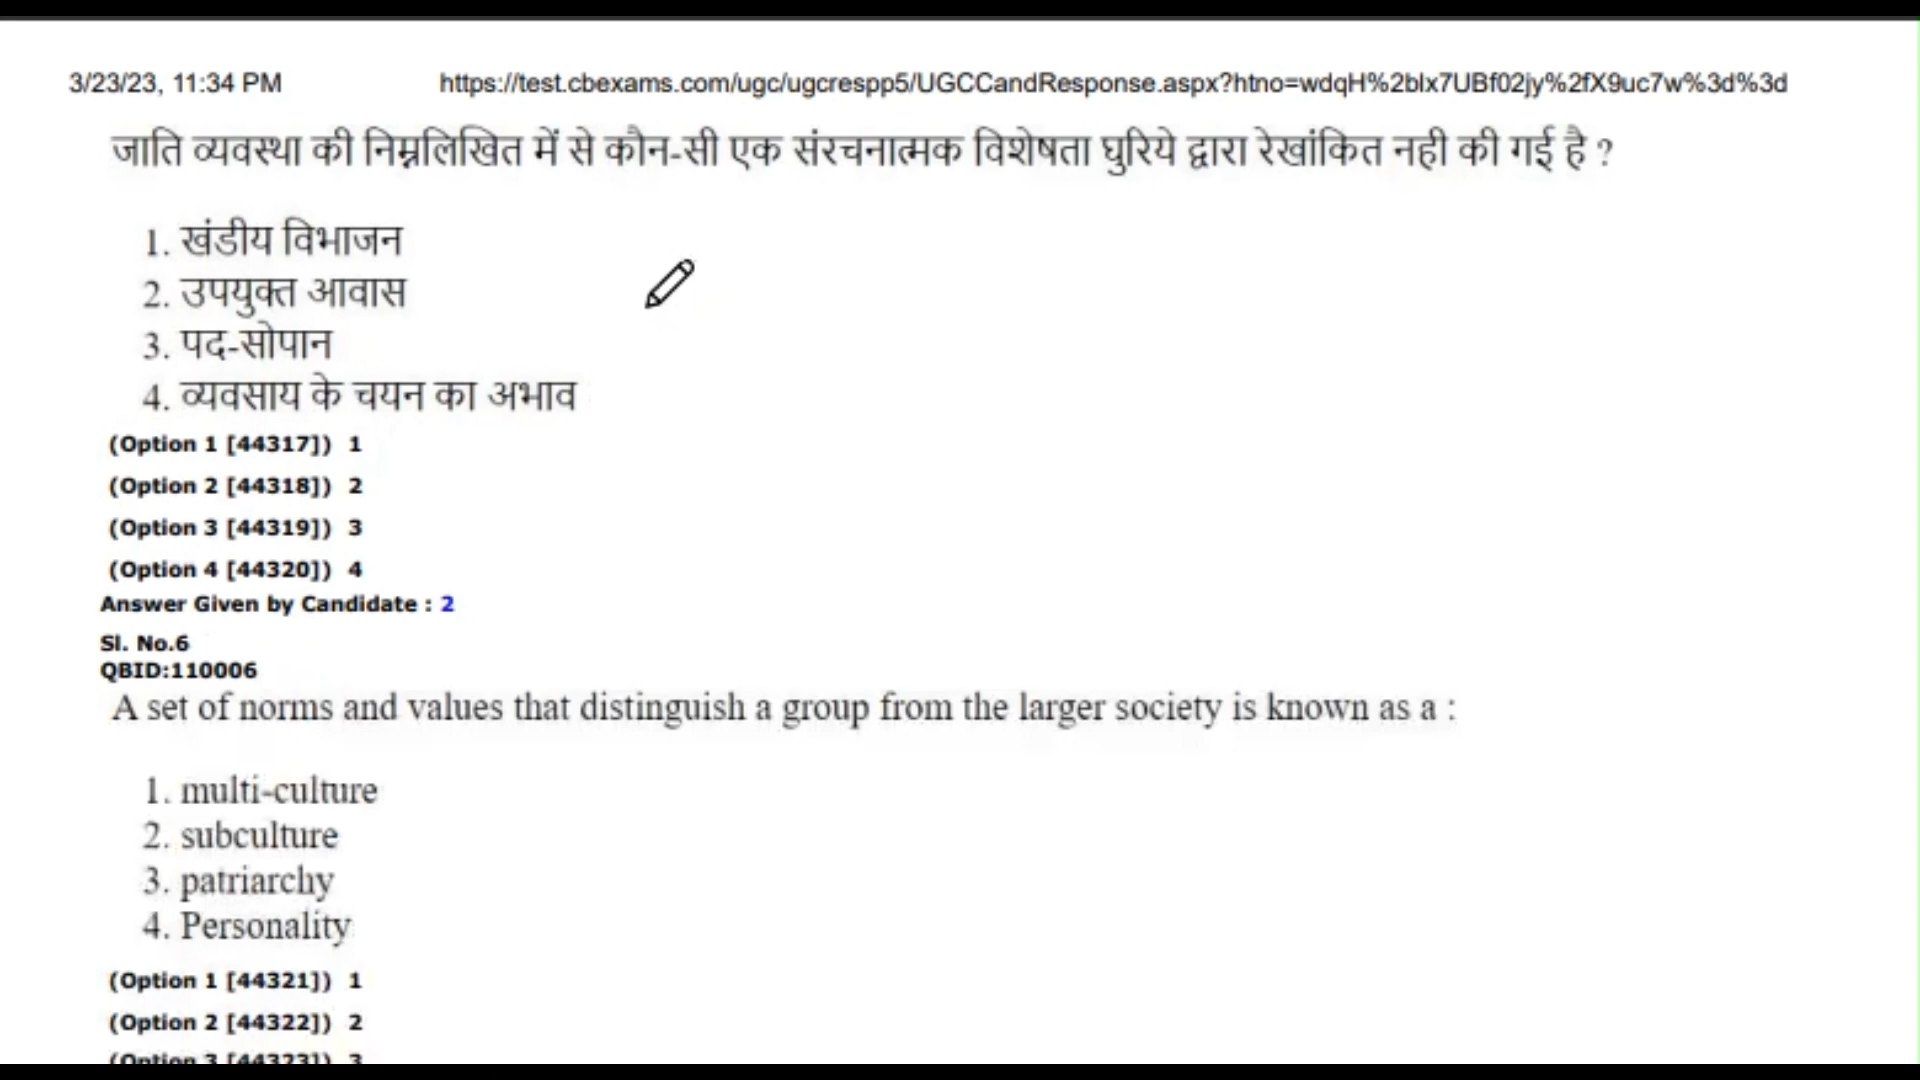 3/23/23, 11:34 PM https://test.cbexams.com/ugc/ugcrespp5/UGCCandResponse.aspx?htno=wdqH%2blx7UBf02jy%2fX9uc7w%3d%3d
जाति व्यवस्था की निम्नलिखित में से कौन-सी एक संरचनात्मक विशेषता घुरिये द्वारा रेखांकित नही की गई है ?
1. खंडीय विभाजन
2. उपयुक्त आवास
3. पद-सोपान
4. व्यवसाय के चयन का अभाव
(Option 1 [44317]) 1
(Option 2 [44318]) 2
(Option 3 [44319]) 3
(Option 4 [44320]) 4
Answer Given by Candidate : 2
Sl. No.6
QBID:110006
A set of norms and values that distinguish a group from the larger society is known as a :
1. multi-culture
2. subculture
3. patriarchy
4. Personality
(Option 1 [44321]) 1
(Option 2 [44322]) 2
(Option 3 [44323]) 3